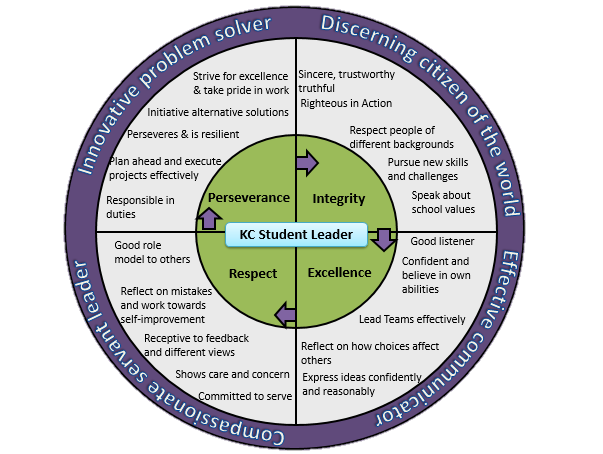 Innovative problem solver
Discerning citizen of the world
Strive for excellence
& take pride in work
Initiative alternative solutions
Perseveres & is resilient
Plan ahead and execute
projects effectively
Responsible in
duties
Sincere, trustworthy
truthful
Righteous in Action
Respect people of
different backgrounds
Pursue new skills
and challenges
Speak about
school values
Perseverance
Integrity
KC Student Leader
Respect
Excellence
Good role
model to others
Reflect on mistakes
and work towards
self-improvement
Receptive to feedback
and different views
Shows care and concern
Committed to serve
Good listener
Confident and
believe in own
abilities
Lead Teams effectively
Reflect on how choices affect
others
Express ideas confidently
and reasonably
Compassionate servant leader
Effective communicator